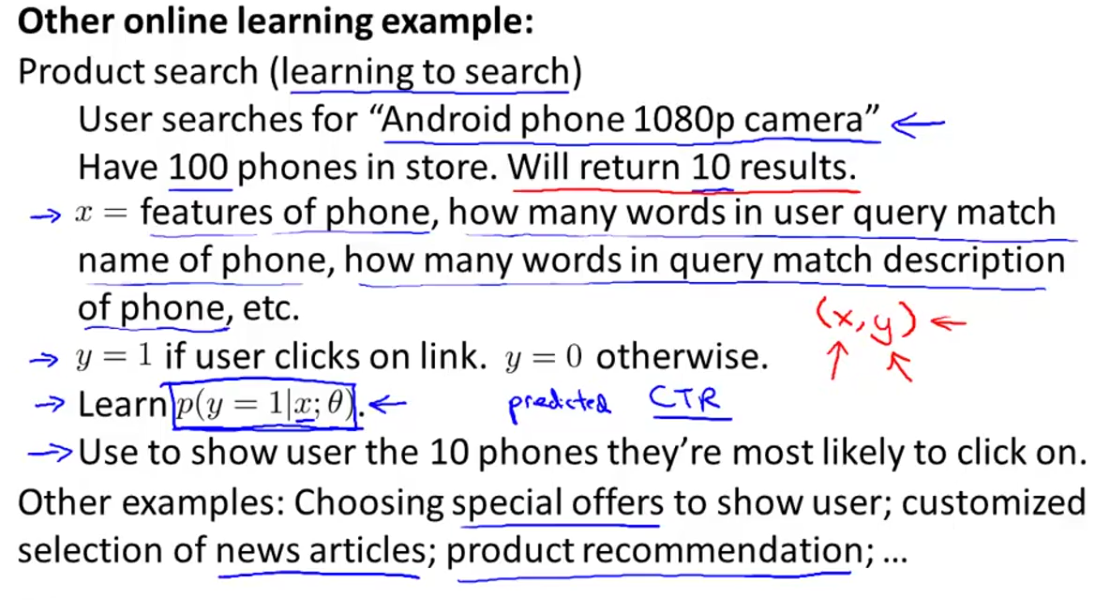 Other online learning example:
Product search (learning to search)
User searches for “Android phone 1080p camera”
Have 100 phones in store. Will return 10 results.
x = features of phone, how many words in user query match
name of phone, how many words in query match description
of phone, etc.
(x, y)
y = 1 if user clicks on link. y = 0 otherwise.
Learn p(y = 1|x; θ). predicted CTR
Use to show user the 10 phones they’re most likely to click on.
Other examples: Choosing special offers to show user; customized
selection of news articles; product recommendation; ...